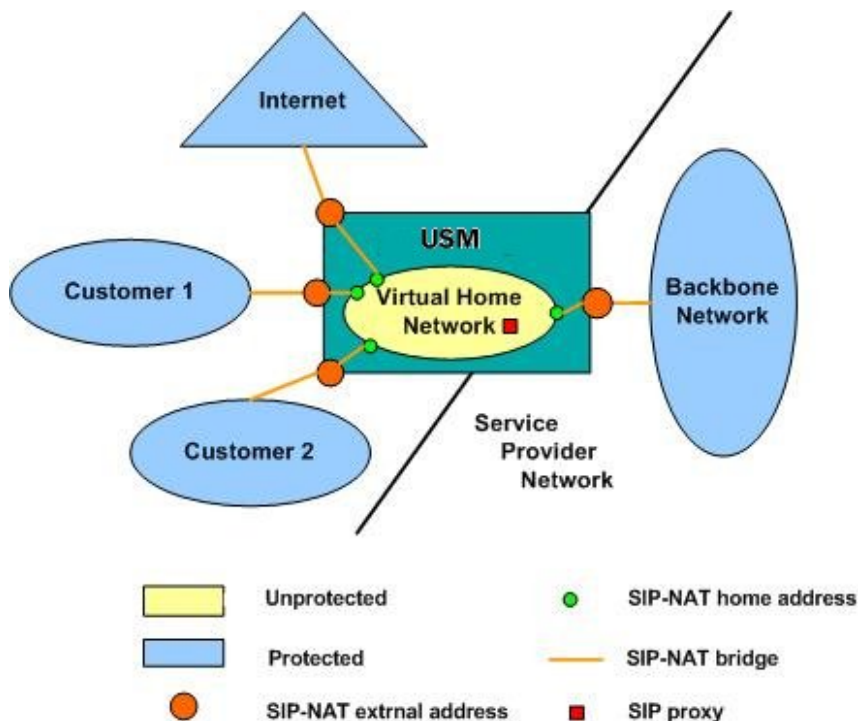 Internet
USM
Customer 1
Virtual Home
Network
Backbone
Network
Customer 2
Service
Provider
Network
Unprotected
SIP-NAT home address
Protected
SIP-NAT bridge
SIP-NAT extrnal address
SIP proxy